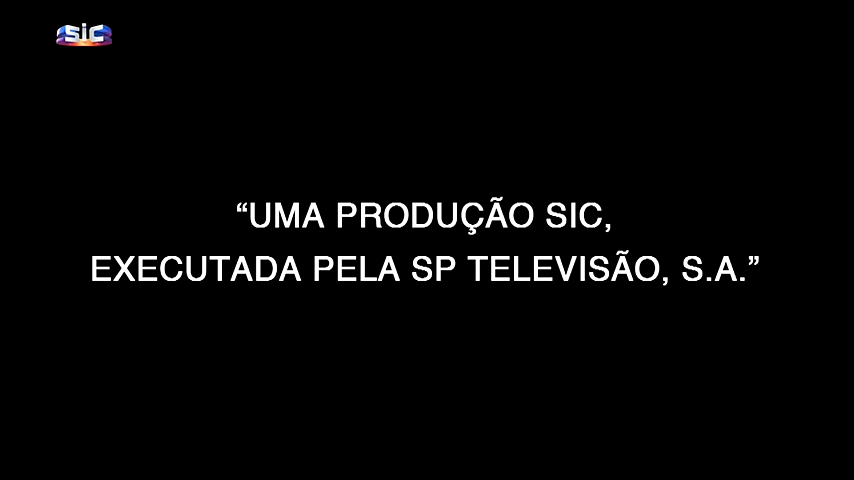 SIC
“UMA PRODUÇÃO SIC,
EXECUTADA PELA SP TELEVISÃO, S.A.”